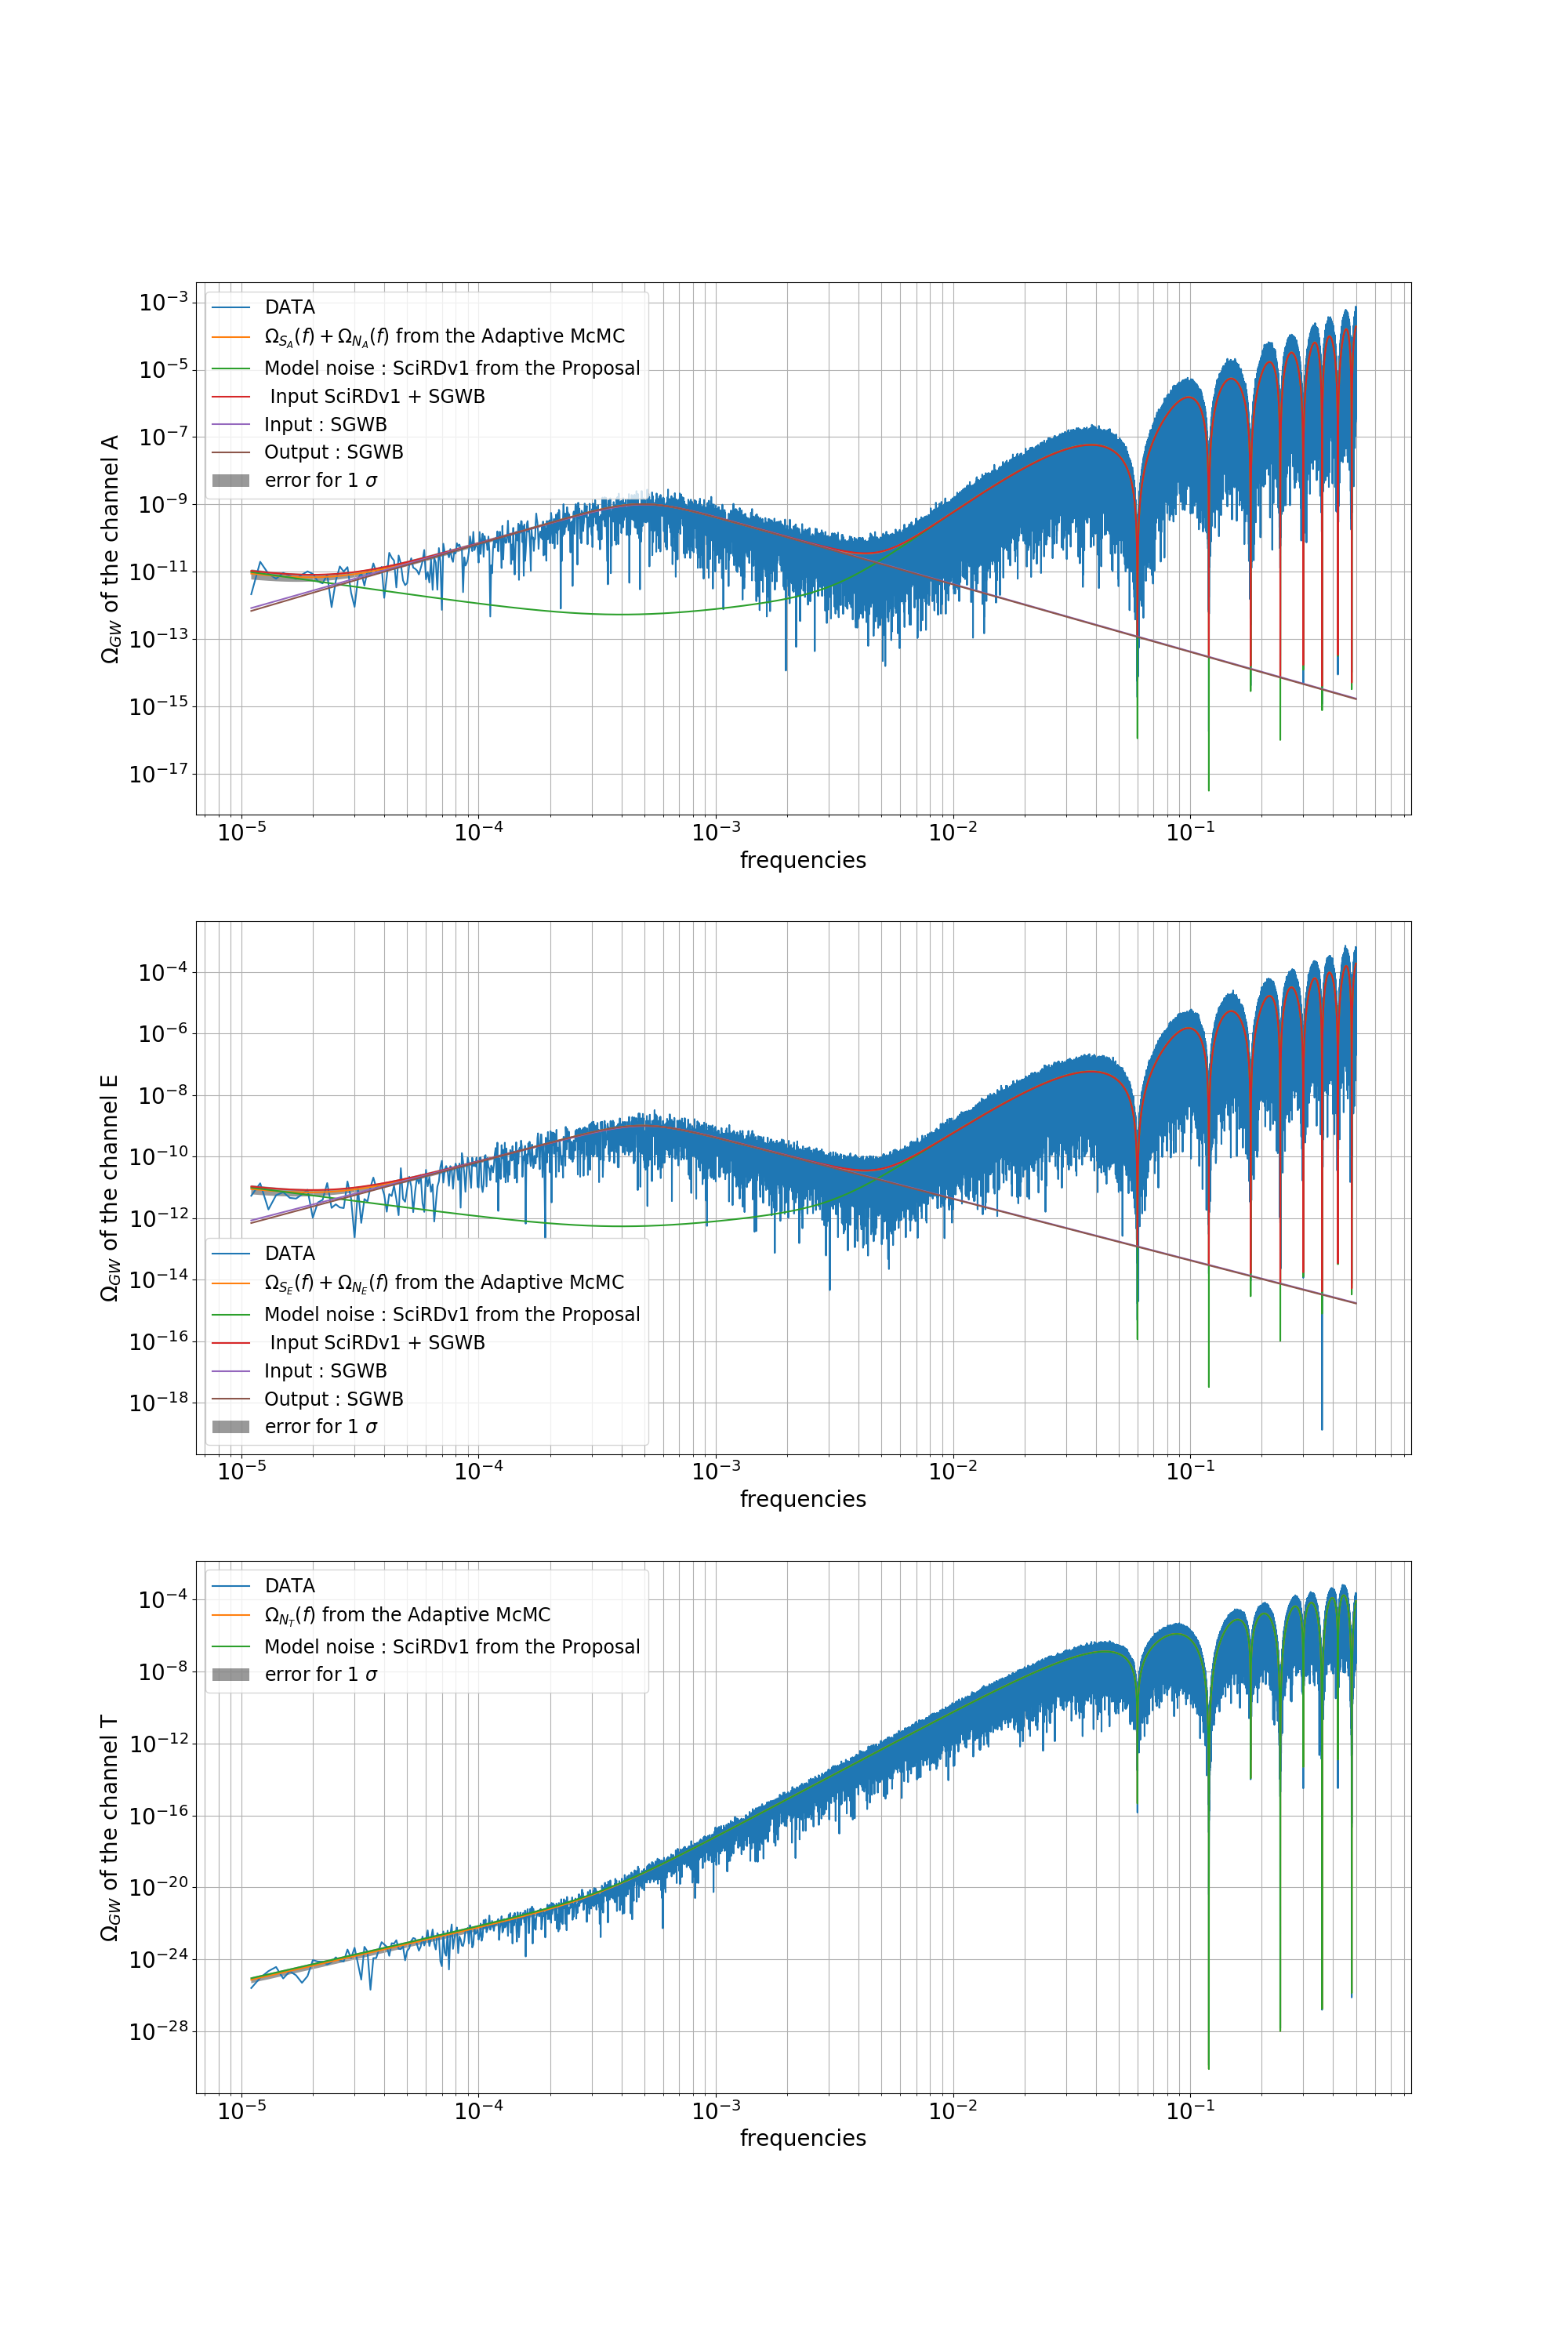 10⁻³
10⁻⁵
10⁻⁷
10⁻⁹
10⁻¹¹
10⁻¹³
10⁻¹⁵
10⁻¹⁷
Ω_GW of the channel A
DATA
Ω_{S_A}(f) + Ω_{N_A}(f) from the Adaptive McMC
Model noise : SciRDv1 from the Proposal
Input SciRDv1 + SGWB
Input : SGWB
Output : SGWB
error for 1 σ
10⁻⁵ 10⁻⁴ 10⁻³ 10⁻² 10⁻¹
frequencies
10⁻⁴
10⁻⁶
10⁻⁸
10⁻¹⁰
10⁻¹²
10⁻¹⁴
10⁻¹⁶
10⁻¹⁸
Ω_GW of the channel E
DATA
Ω_{S_E}(f) + Ω_{N_E}(f) from the Adaptive McMC
Model noise : SciRDv1 from the Proposal
Input SciRDv1 + SGWB
Input : SGWB
Output : SGWB
error for 1 σ
10⁻⁵ 10⁻⁴ 10⁻³ 10⁻² 10⁻¹
frequencies
10⁻⁴
10⁻⁸
10⁻¹²
10⁻¹⁶
10⁻²⁰
10⁻²⁴
10⁻²⁸
Ω_GW of the channel T
DATA
Ω_{N_T}(f) from the Adaptive McMC
Model noise : SciRDv1 from the Proposal
error for 1 σ
10⁻⁵ 10⁻⁴ 10⁻³ 10⁻² 10⁻¹
frequencies